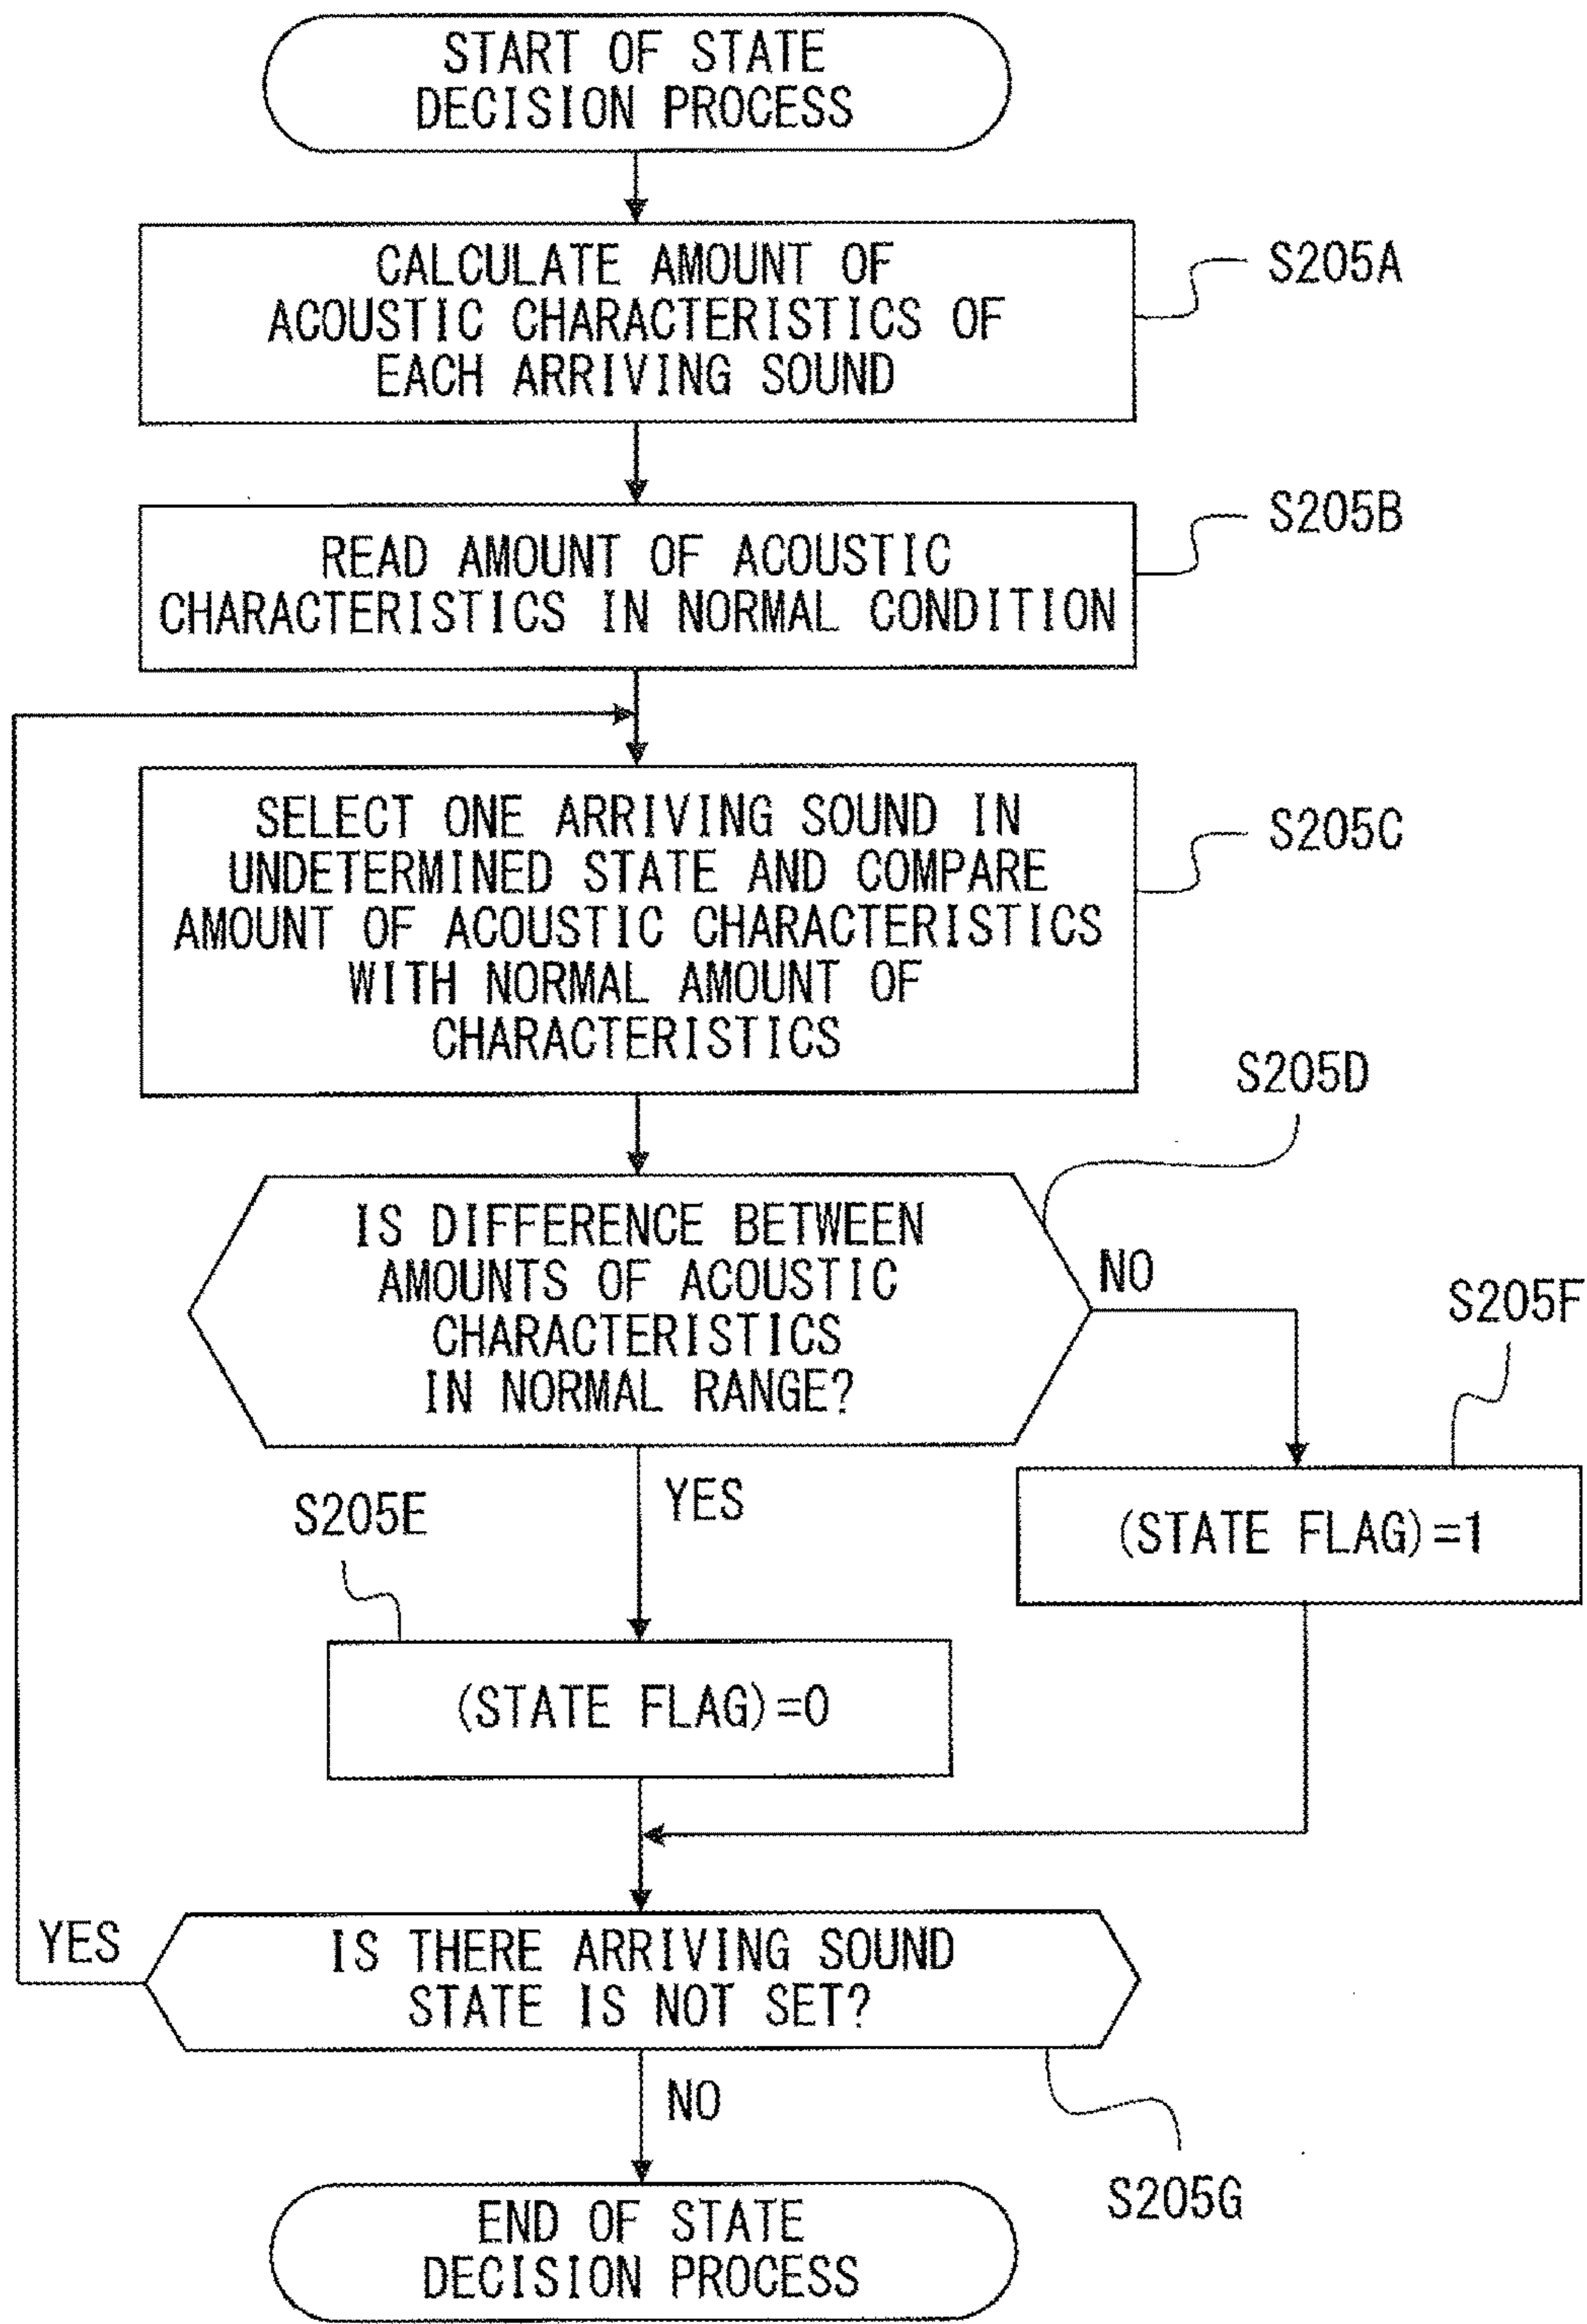 START OF STATE
DECISION PROCESS
CALCULATE AMOUNT OF
ACOUSTIC CHARACTERISTICS OF
EACH ARRIVING SOUND
S205A
READ AMOUNT OF ACOUSTIC
CHARACTERISTICS IN NORMAL CONDITION
S205B
SELECT ONE ARRIVING SOUND IN
UNDETERMINED STATE AND COMPARE
AMOUNT OF ACOUSTIC CHARACTERISTICS
WITH NORMAL AMOUNT OF
CHARACTERISTICS
S205C
S205D
IS DIFFERENCE BETWEEN
AMOUNTS OF ACOUSTIC
CHARACTERISTICS
IN NORMAL RANGE?
NO
S205F
YES
S205E
(STATE FLAG)=1
(STATE FLAG)=0
YES
IS THERE ARRIVING SOUND
STATE IS NOT SET?
NO
S205G
END OF STATE
DECISION PROCESS